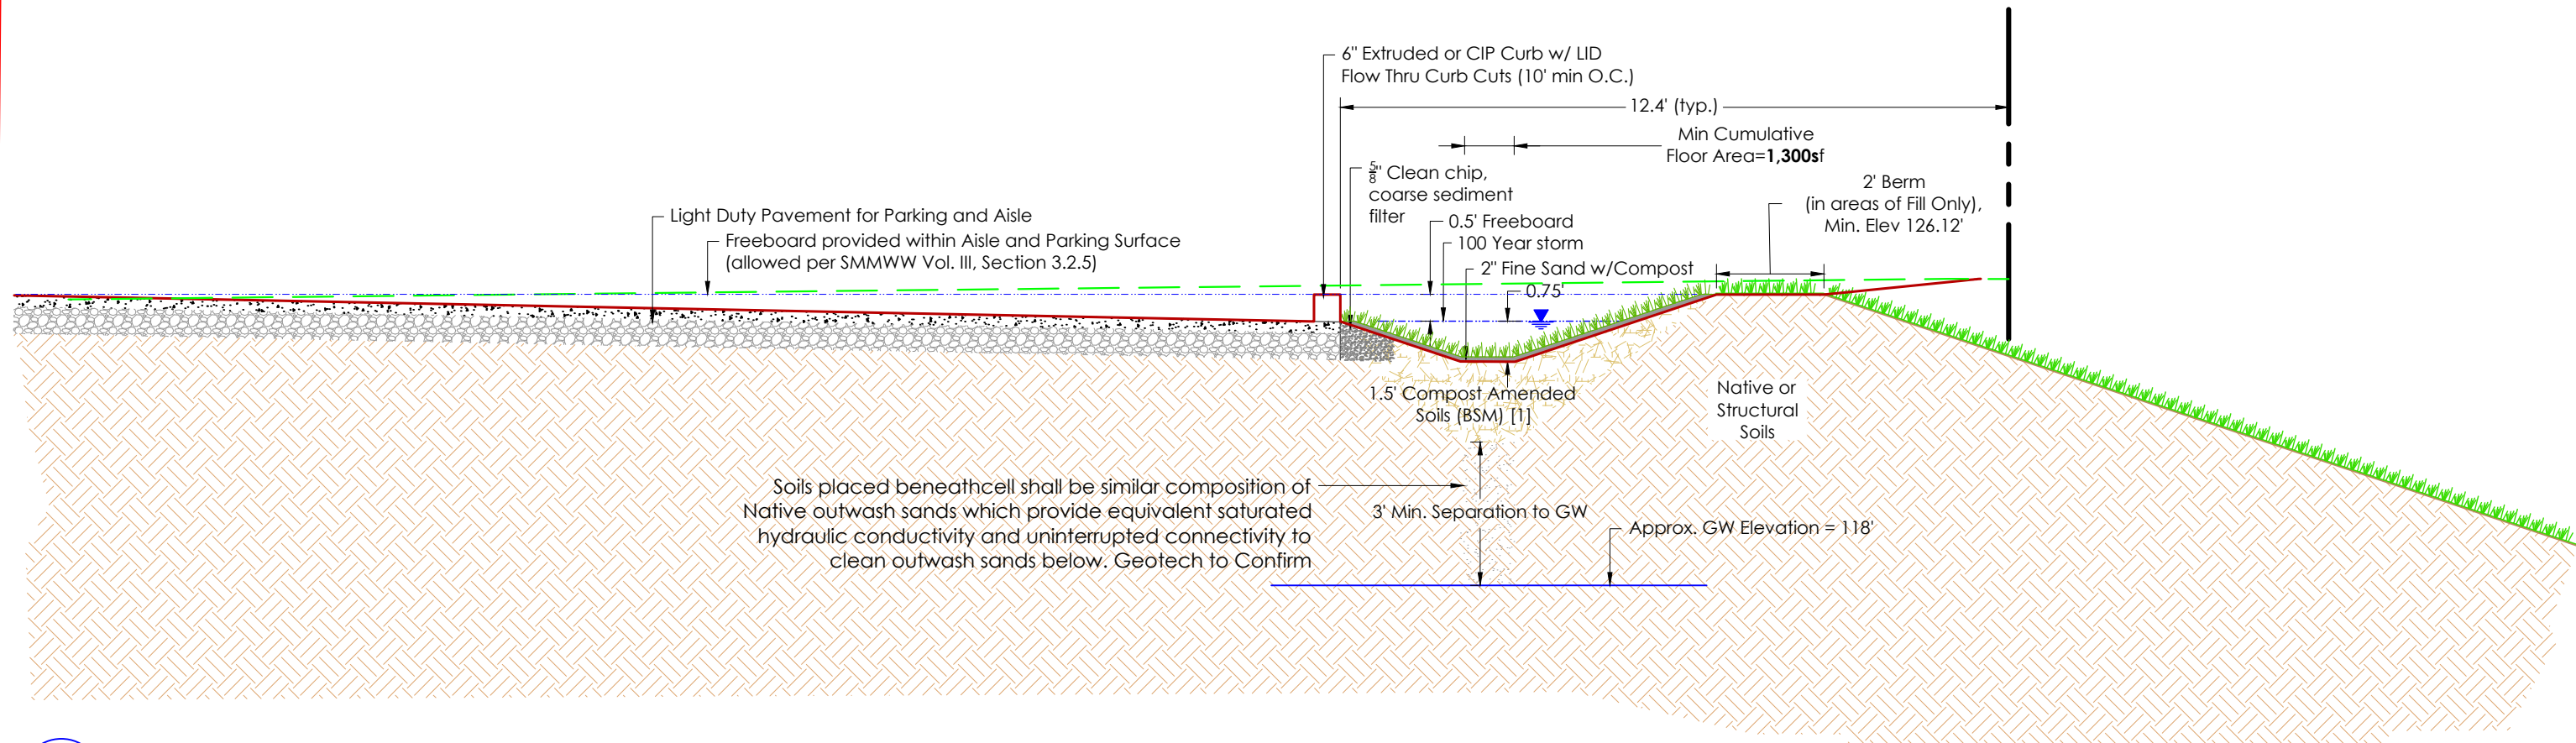 6" Extruded or CIP Curb w/ LID
Flow Thru Curb Cuts (10' min O.C.)
12.4' (typ.)
Min Cumulative
Floor Area=1,300sf
5/8" Clean chip,
coarse sediment
filter
2' Berm
(in areas of Fill Only),
Min. Elev 126.12'
Light Duty Pavement for Parking and Aisle
Freeboard provided within Aisle and Parking Surface
(allowed per SMMWW Vol. III, Section 3.2.5)
0.5' Freeboard
100 Year storm
2" Fine Sand w/Compost
0.75'
1.5' Compost Amended
Soils (BSM) [1]
Native or
Structural
Soils
Soils placed beneathcell shall be similar composition of
Native outwash sands which provide equivalent saturated
hydraulic conductivity and uninterrupted connectivity to
clean outwash sands below. Geotech to Confirm
3' Min. Separation to GW
Approx. GW Elevation = 118'